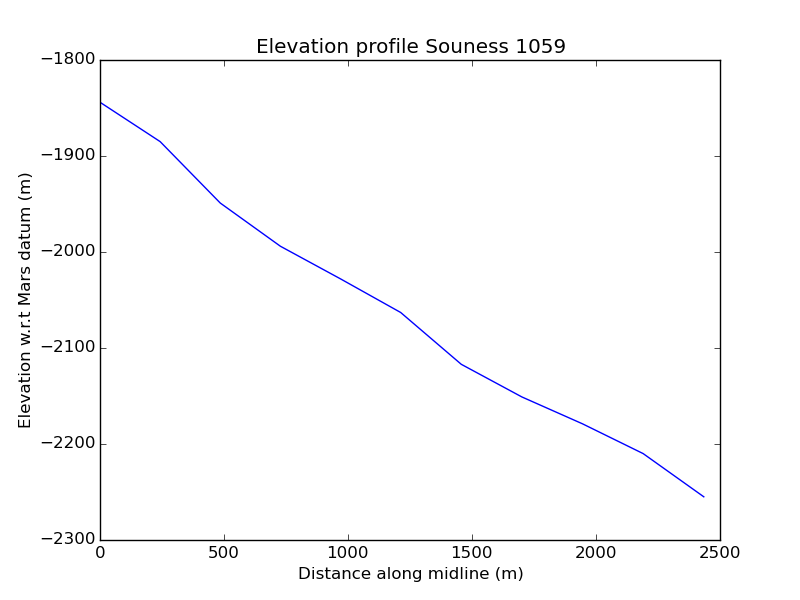 Elevation profile Souness 1059
−1800
−1900
−2000
−2100
−2200
−2300
Elevation w.r.t Mars datum (m)
0 500 1000 1500 2000 2500
Distance along midline (m)